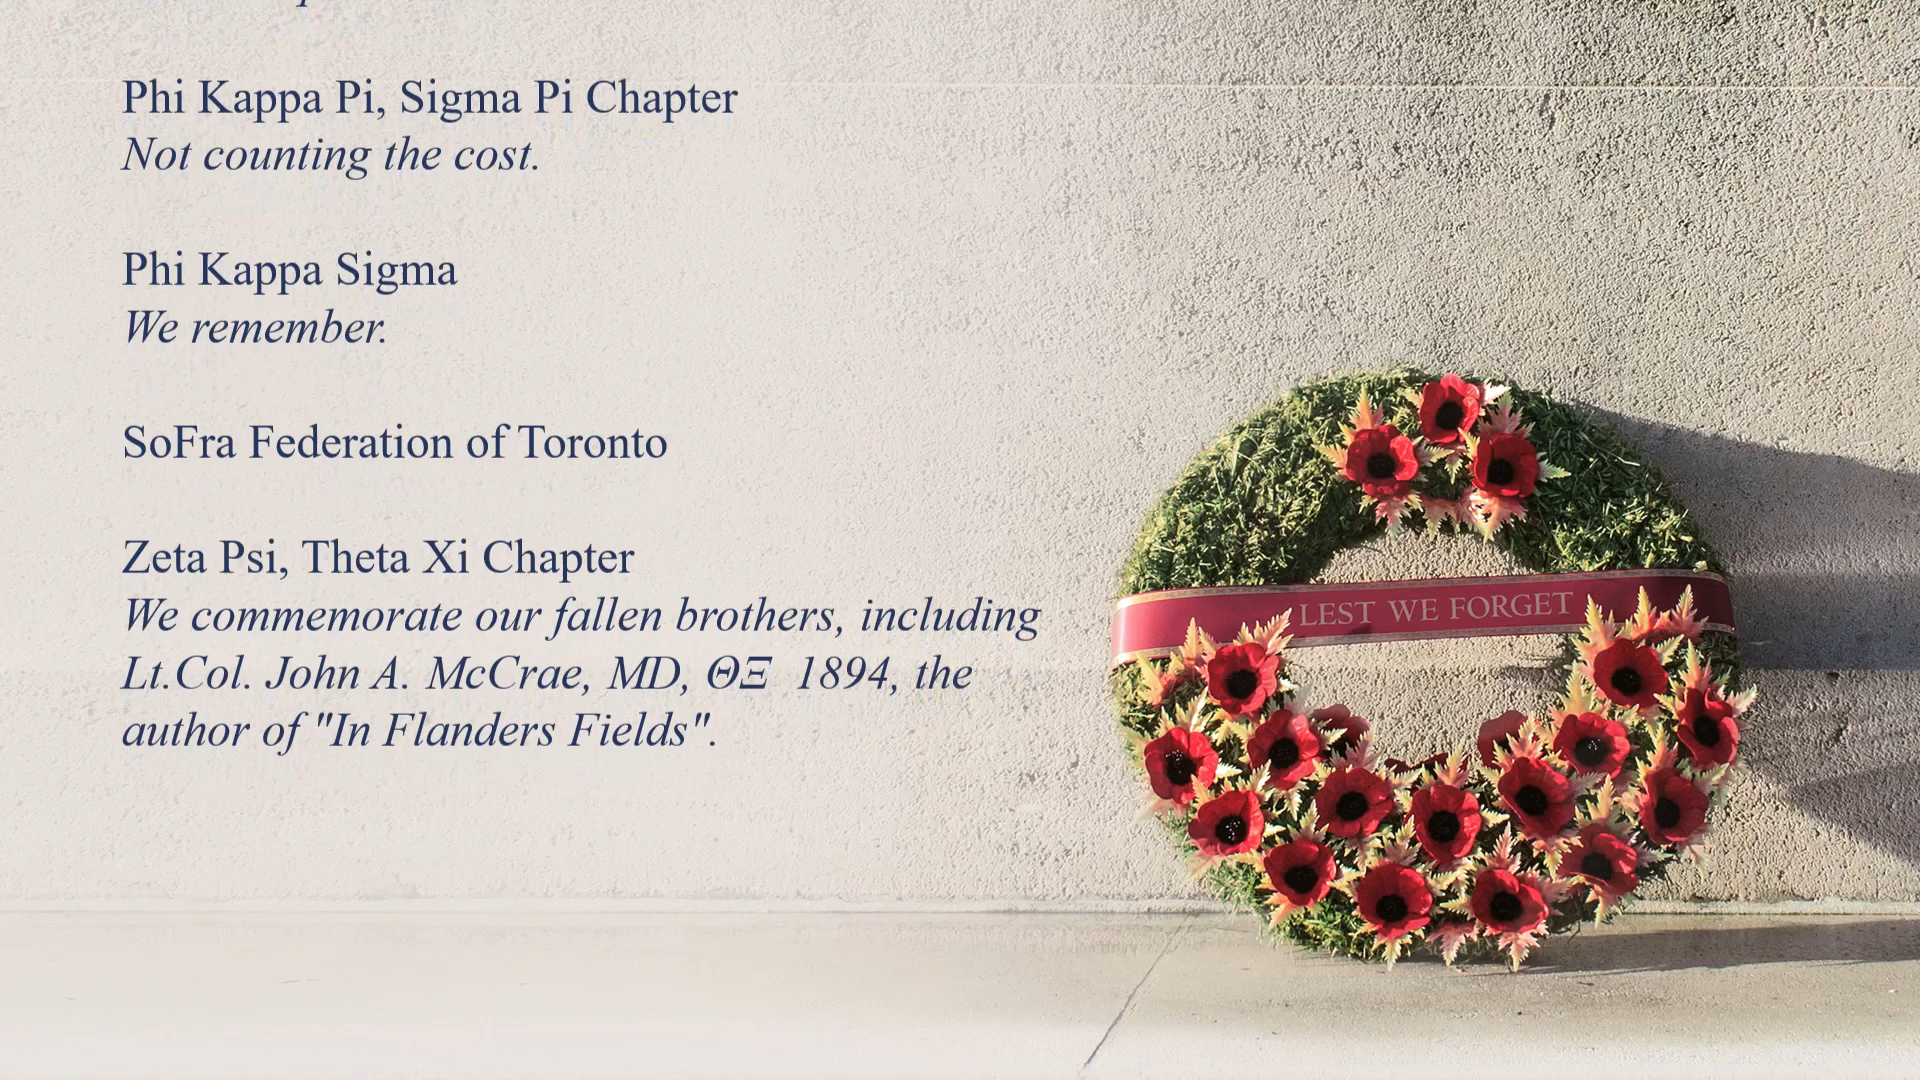 Phi Kappa Pi, Sigma Pi Chapter
Not counting the cost.
Phi Kappa Sigma
We remember.
SoFra Federation of Toronto
Zeta Psi, Theta Xi Chapter
We commemorate our fallen brothers, including
Lt.Col. John A. McCrae, MD, ΘΞ  1894, the
author of "In Flanders Fields".
LEST WE FORGET